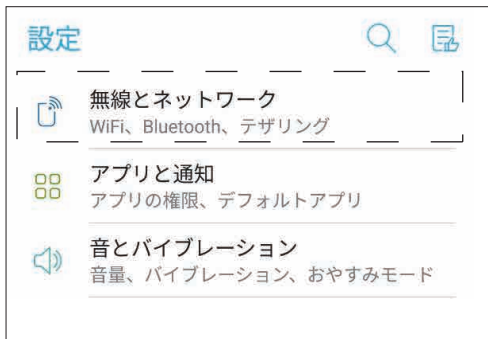 設定
無線とネットワーク
WiFi、Bluetooth、テザリング
アプリと通知
アプリの権限、デフォルトアプリ
音とバイブレーション
音量、バイブレーション、おやすみモード